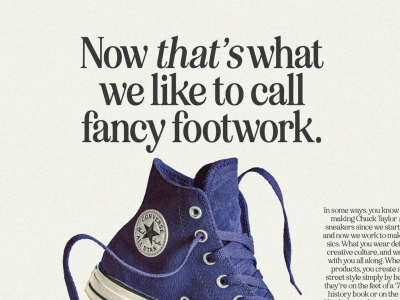 Now that's what
we like to call
fancy footwork.
CONVERSE
ALL STAR
In some ways, you know
making Chuck Taylor
sneakers since we start
and now we work to mak
sics. What you wear def
creative culture, and we
with you all along. Whe
products, you create a
street style simply by be
they're on the feet of a '7
history book or on the